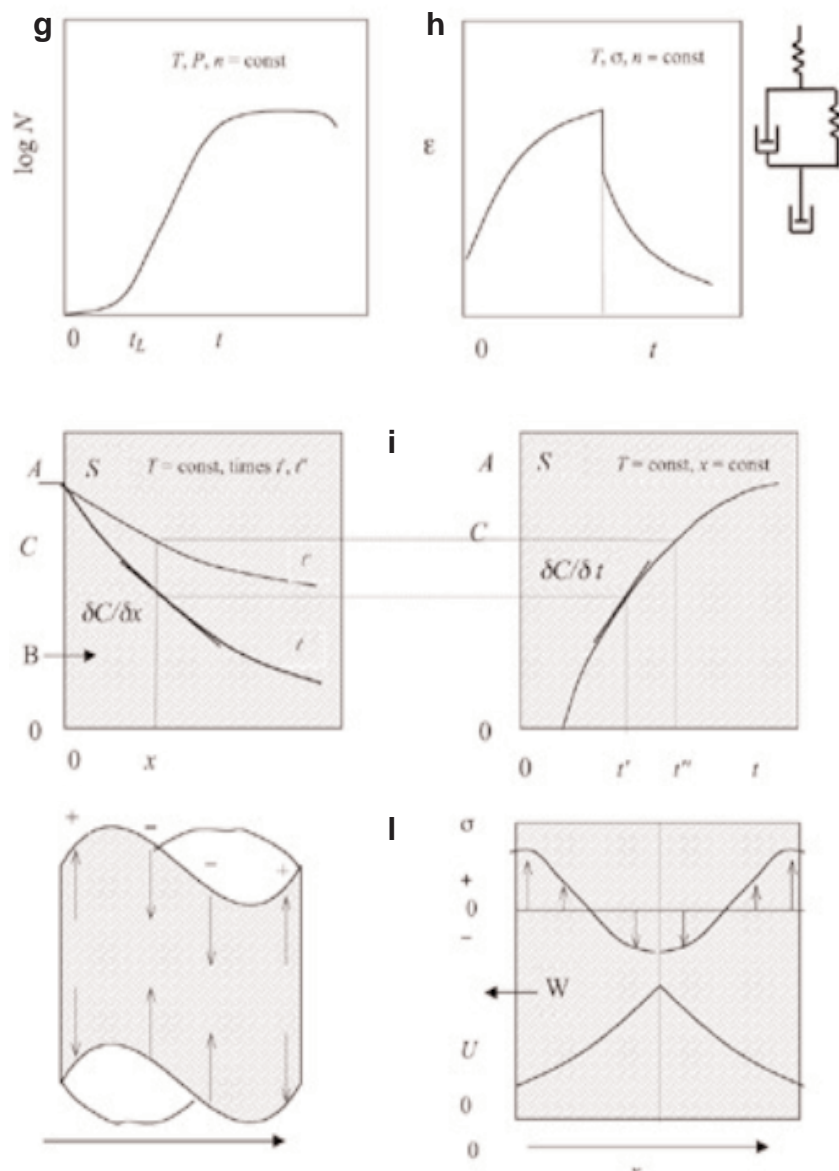 g
T, P, n = const
log N
0 t_L t
h
T, σ, n = const
ε
0 t
A S T = const, times t', t"
C
δC/δx
B
0
0 x
t
i
A S T = const, x = const
C
δC/δt
0
0 t' t" t
+ − − +
l
σ
+
0
−
W
U
0
0